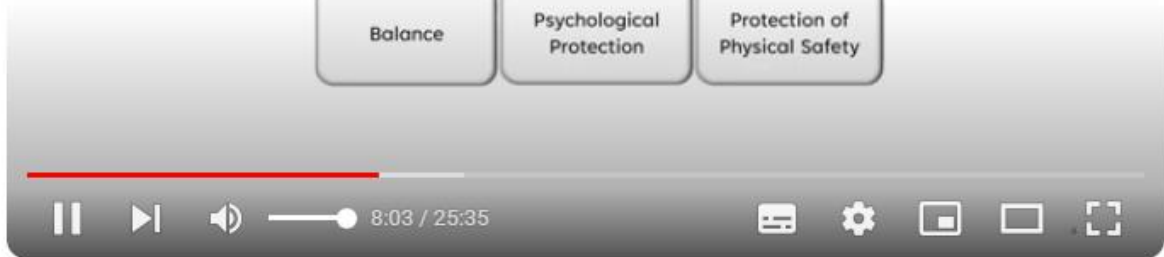 Balance
Psychological
Protection
Protection of
Physical Safety
8:03 / 25:35